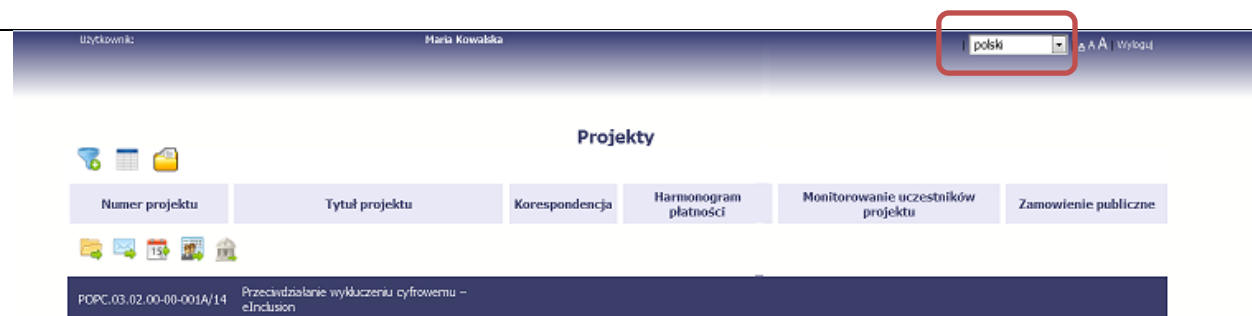 Użytkownik: Maria Kowalska | polski | A A A | Wyloguj
Projekty
Numer projektu Tytuł projektu Korespondencja Harmonogram płatności Monitorowanie uczestników projektu Zamowienie publiczne
15
POPC.03.02.00-00-001A/14 Przeciwdziałanie wykluczeniu cyfrowemu –
eInclusion